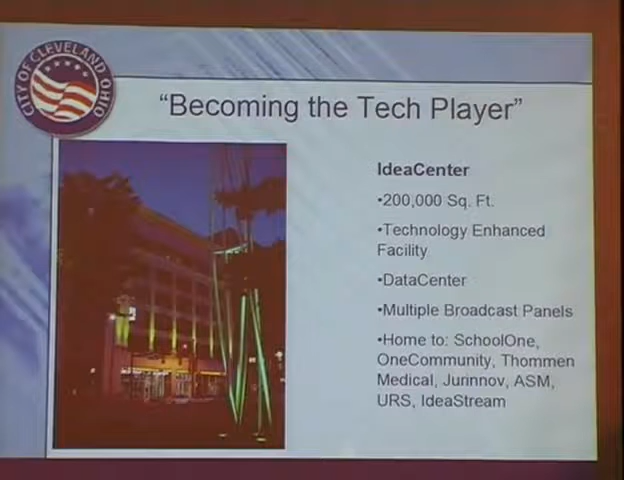 CITY OF CLEVELAND OHIO
“Becoming the Tech Player”
IdeaCenter
•200,000 Sq. Ft.
•Technology Enhanced
Facility
•DataCenter
•Multiple Broadcast Panels
•Home to: SchoolOne,
OneCommunity, Thommen
Medical, Jurinnov, ASM,
URS, IdeaStream